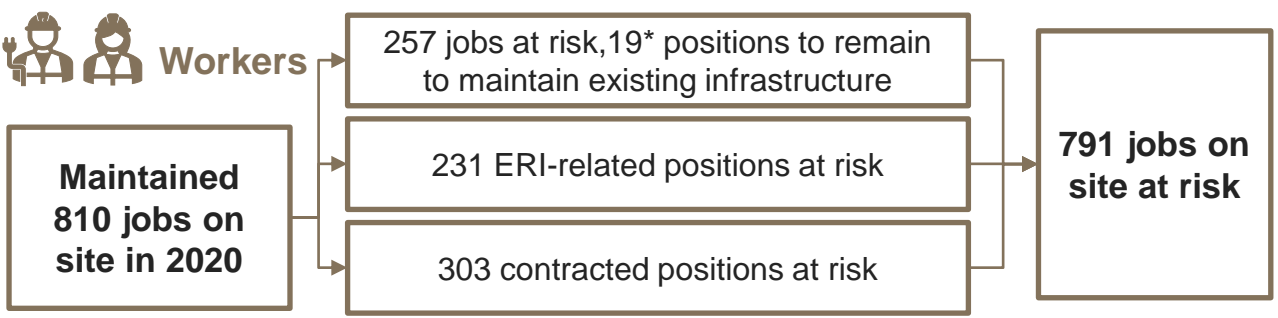 Workers
Maintained
810 jobs on
site in 2020
257 jobs at risk,19* positions to remain
to maintain existing infrastructure
231 ERI-related positions at risk
303 contracted positions at risk
791 jobs on
site at risk